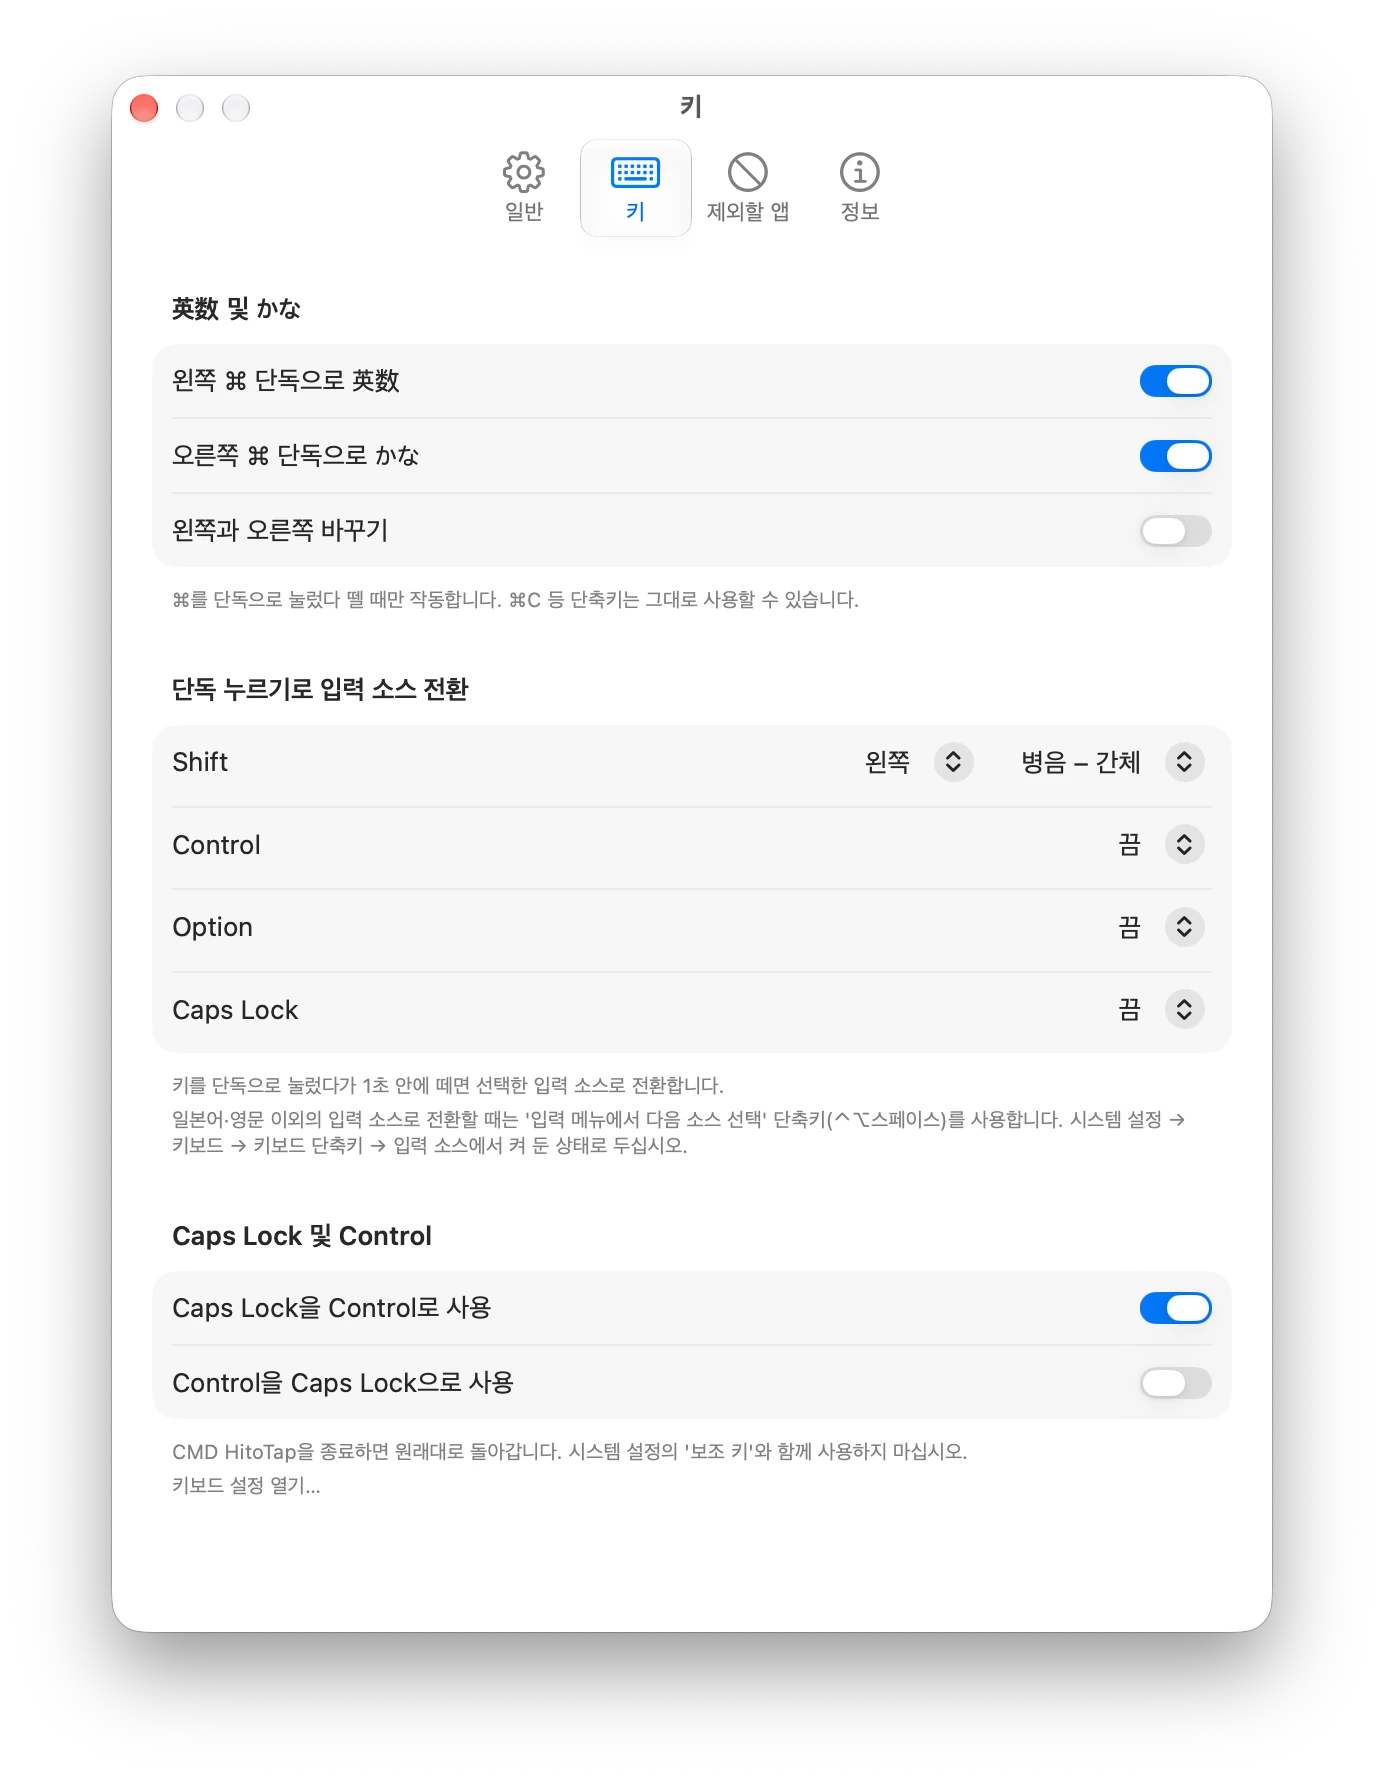 키
일반
키
제외할 앱
정보
英数 및 かな
왼쪽 ⌘ 단독으로 英数
오른쪽 ⌘ 단독으로 かな
왼쪽과 오른쪽 바꾸기
⌘를 단독으로 눌렀다 뗄 때만 작동합니다. ⌘C 등 단축키는 그대로 사용할 수 있습니다.
단독 누르기로 입력 소스 전환
Shift 왼쪽 병음 – 간체
Control 끔
Option 끔
Caps Lock 끔
키를 단독으로 눌렀다가 1초 안에 떼면 선택한 입력 소스로 전환합니다.
일본어·영문 이외의 입력 소스로 전환할 때는 '입력 메뉴에서 다음 소스 선택' 단축키(^⌥스페이스)를 사용합니다. 시스템 설정 →
키보드 → 키보드 단축키 → 입력 소스에서 켜 둔 상태로 두십시오.
Caps Lock 및 Control
Caps Lock을 Control로 사용
Control을 Caps Lock으로 사용
CMD HitoTap을 종료하면 원래대로 돌아갑니다. 시스템 설정의 '보조 키'와 함께 사용하지 마십시오.
키보드 설정 열기...